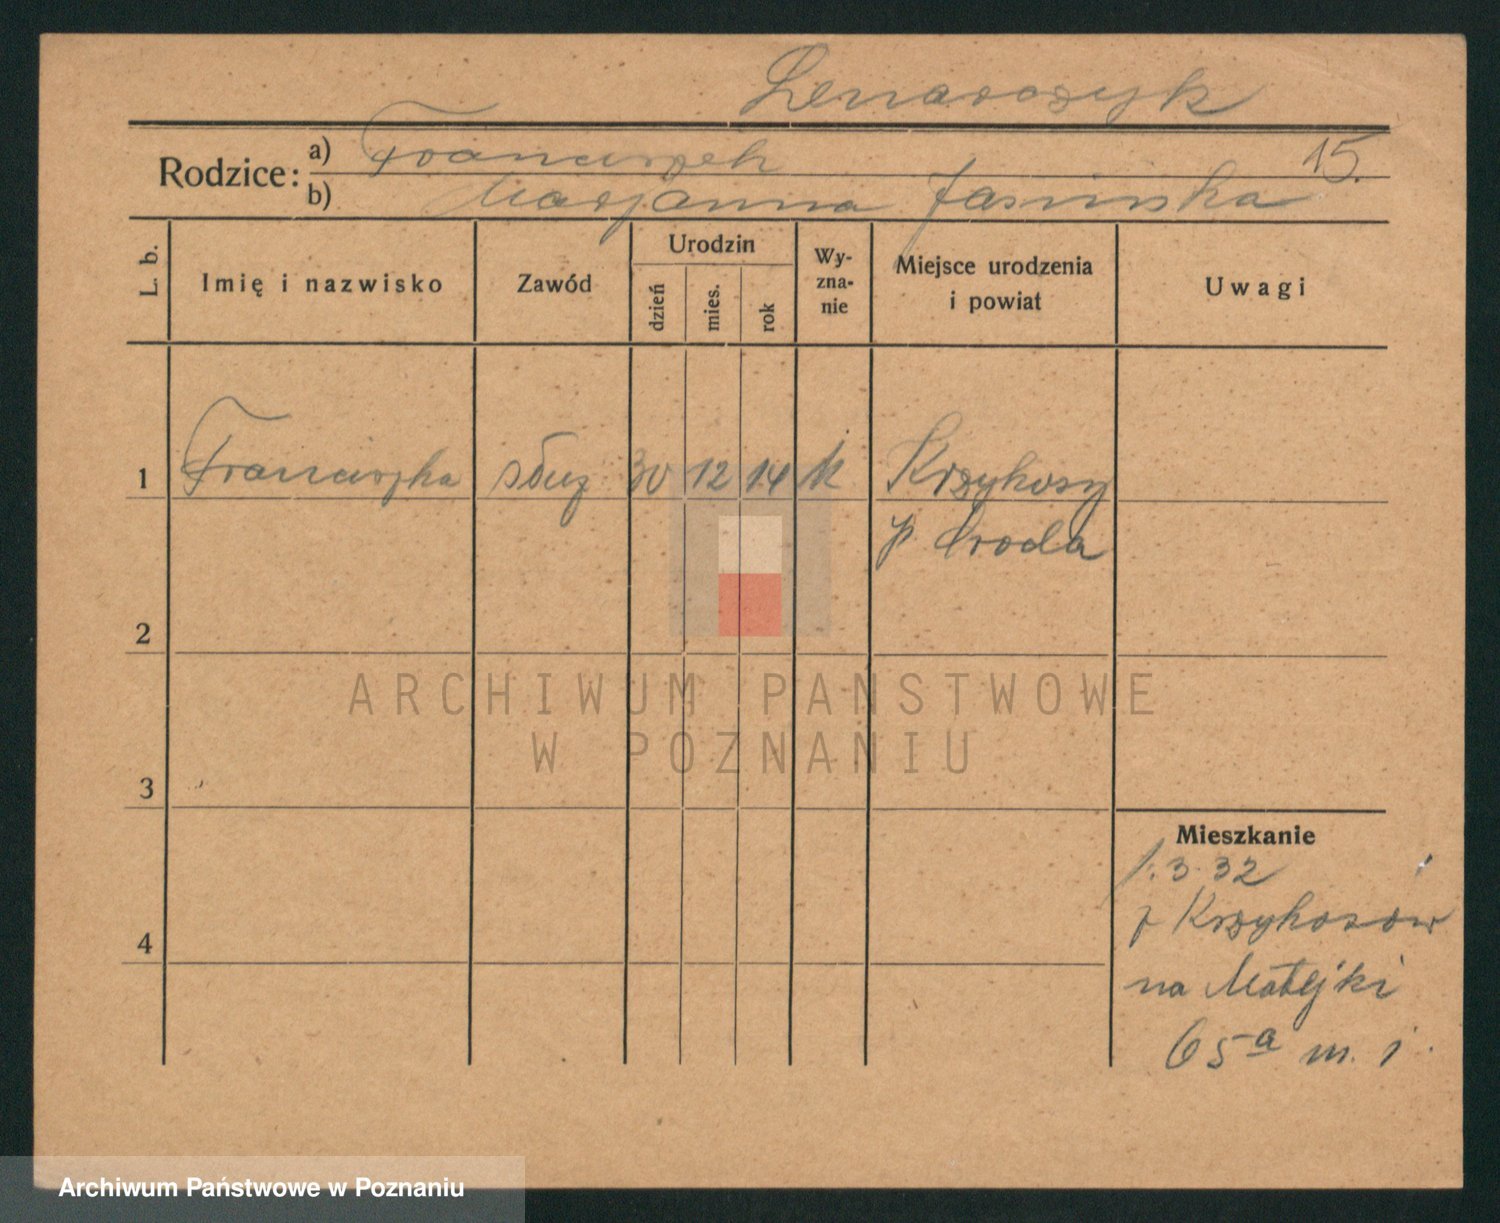 Lenarczyk
Rodzice: a) Franciszek 15.
b) Marjanna Jasińska
L. b. Imię i nazwisko Zawód Urodzin dzień mies. rok Wy-zna-nie Miejsce urodzenia i powiat Uwagi
1 Franciszka służ 30 12 14 k Krzykosy
p Środa
2
ARCHIWUM PAŃSTWOWE
W POZNANIU
3
Mieszkanie
1.3.32
z Krzykosów
na Matejki
4
65a m. 1.
Archiwum Państwowe w Poznaniu